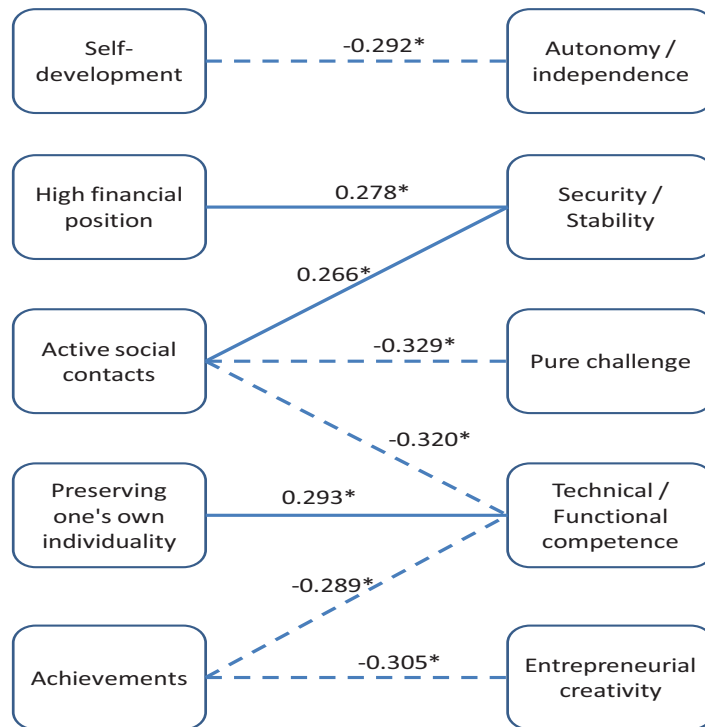 Self-
development
-0.292*
Autonomy /
independence
High financial
position
0.278*
Security /
Stability
0.266*
Active social
contacts
-0.329*
Pure challenge
-0.320*
Preserving
one's own
individuality
0.293*
Technical /
Functional
competence
-0.289*
Achievements
-0.305*
Entrepreneurial
creativity